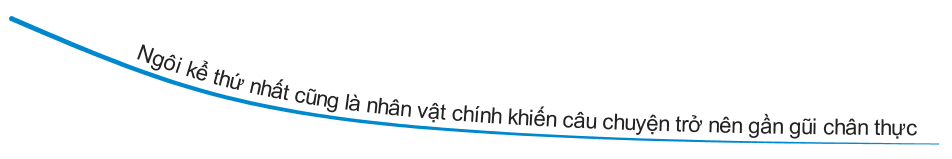 Ngôi kể thứ nhất cũng là nhân vật chính khiến câu chuyện trở nên gần gũi chân thực